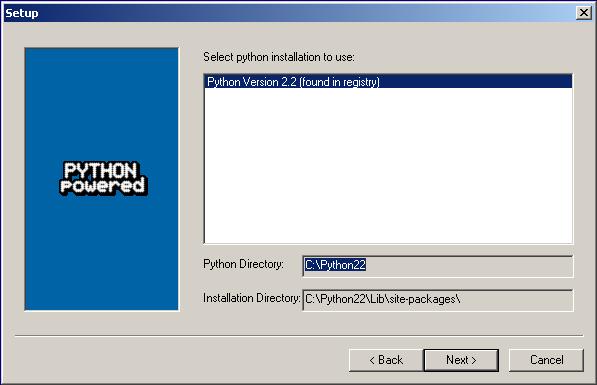 Setup
Select python installation to use:
Python Version 2.2 (found in registry)
PYTHON
powered
Python Directory: C:\Python22
Installation Directory: C:\Python22\Lib\site-packages\
< Back Next > Cancel